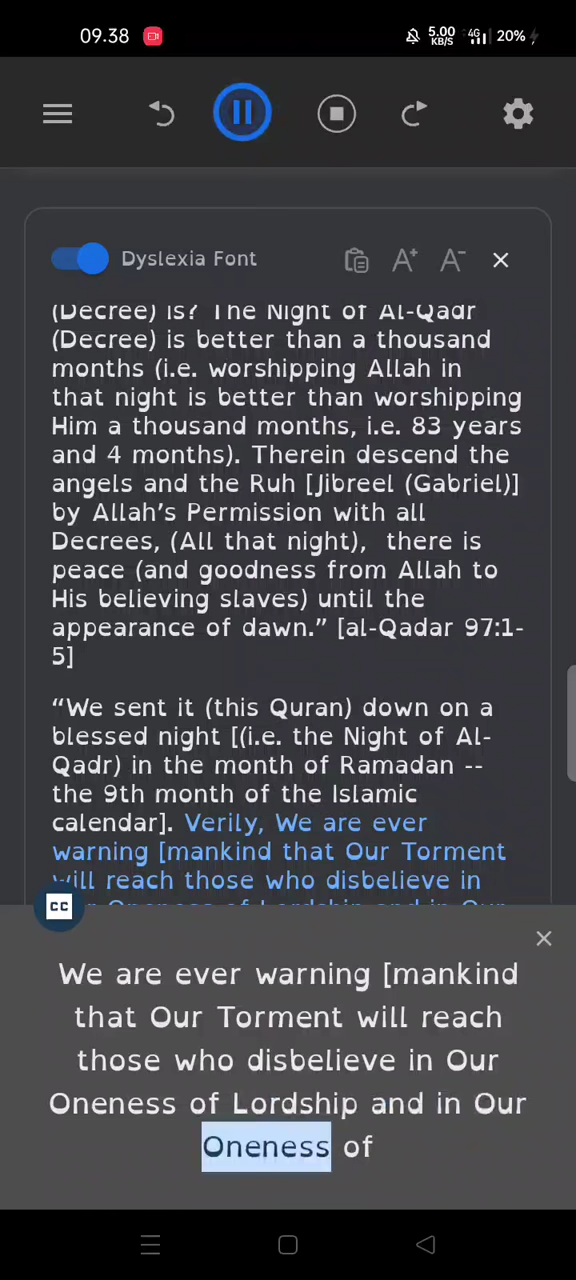 09.38
5.00
KB/S
4G
20%
Dyslexia Font
A+
A-
(Decree) is? The Night of Al-Qadr
(Decree) is better than a thousand
months (i.e. worshipping Allah in
that night is better than worshipping
Him a thousand months, i.e. 83 years
and 4 months). Therein descend the
angels and the Ruh [Jibreel (Gabriel)]
by Allah’s Permission with all
Decrees, (All that night),  there is
peace (and goodness from Allah to
His believing slaves) until the
appearance of dawn.” [al-Qadar 97:1-
5]
“We sent it (this Quran) down on a
blessed night [(i.e. the Night of Al-
Qadr) in the month of Ramadan --
the 9th month of the Islamic
calendar]. Verily, We are ever
warning [mankind that Our Torment
will reach those who disbelieve in
Oneness of Lordship and in Our
CC
We are ever warning [mankind
that Our Torment will reach
those who disbelieve in Our
Oneness of Lordship and in Our
Oneness of